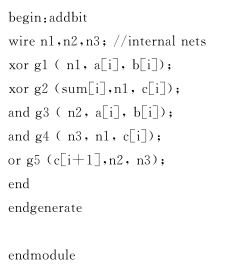 begin:addbit
wire n1,n2,n3; //internal nets
xor g1 ( n1, a[i], b[i]);
xor g2 (sum[i],n1, c[i]);
and g3 ( n2, a[i], b[i]);
and g4 ( n3, n1, c[i]);
or g5 (c[i+1],n2, n3);
end
endgenerate
endmodule